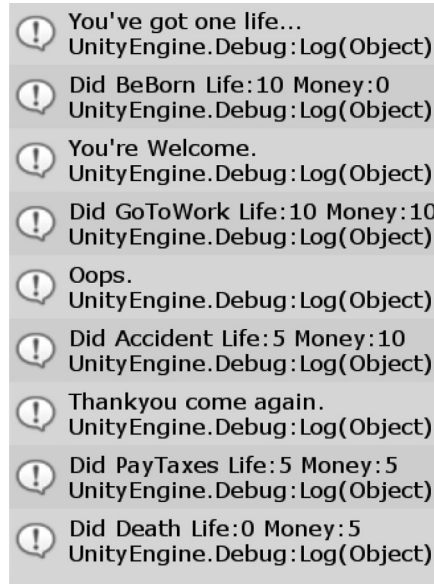 You've got one life...
UnityEngine.Debug:Log(Object)
Did BeBorn Life:10 Money:0
UnityEngine.Debug:Log(Object)
You're Welcome.
UnityEngine.Debug:Log(Object)
Did GoToWork Life:10 Money:10
UnityEngine.Debug:Log(Object)
Oops.
UnityEngine.Debug:Log(Object)
Did Accident Life:5 Money:10
UnityEngine.Debug:Log(Object)
Thankyou come again.
UnityEngine.Debug:Log(Object)
Did PayTaxes Life:5 Money:5
UnityEngine.Debug:Log(Object)
Did Death Life:0 Money:5
UnityEngine.Debug:Log(Object)